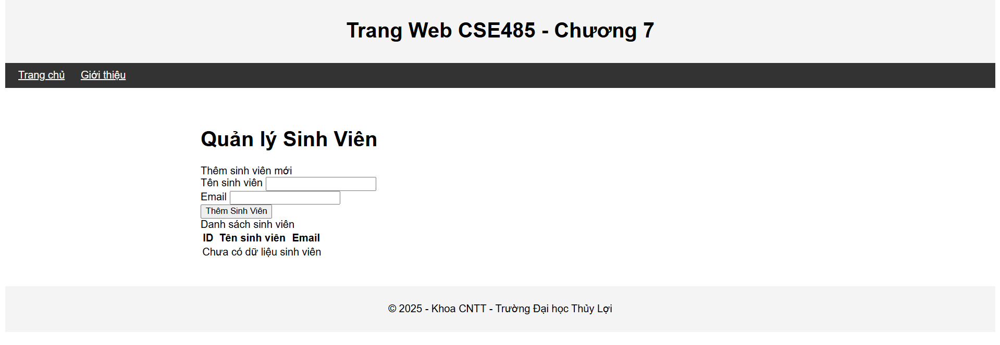 Trang Web CSE485 - Chương 7
Trang chủ Giới thiệu
Quản lý Sinh Viên
Thêm sinh viên mới
Tên sinh viên
Email
Thêm Sinh Viên
Danh sách sinh viên
ID Tên sinh viên Email
Chưa có dữ liệu sinh viên
© 2025 - Khoa CNTT - Trường Đại học Thủy Lợi